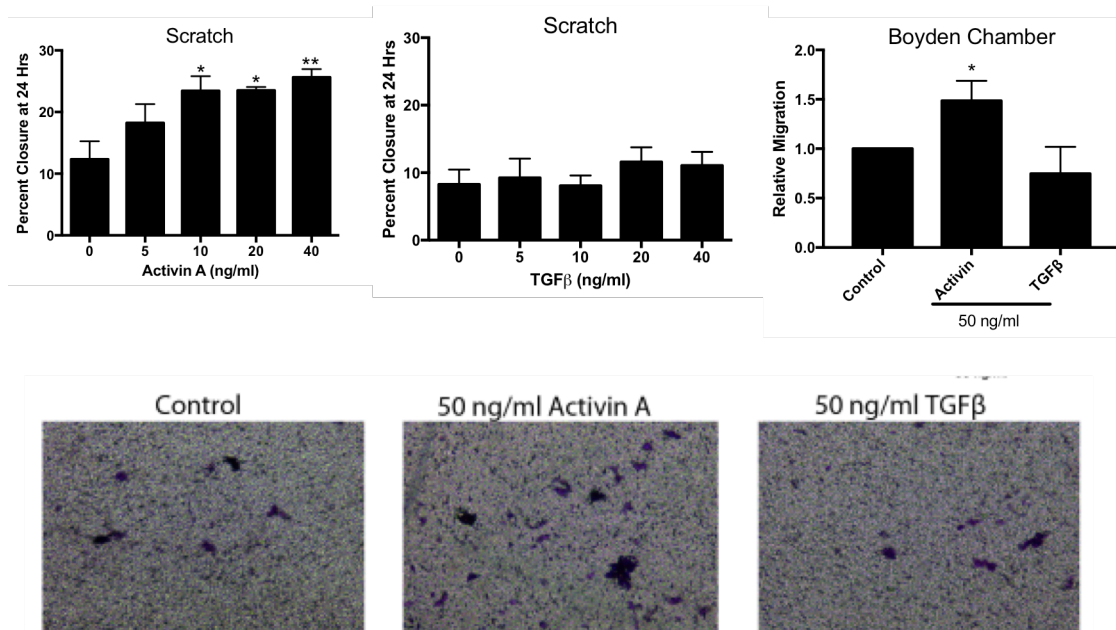 Scratch
Percent Closure at 24 Hrs
30
20
10
0
* * **
0 5 10 20 40
Activin A (ng/ml)
Scratch
Percent Closure at 24 Hrs
30
20
10
0
0 5 10 20 40
TGFβ (ng/ml)
Boyden Chamber
Relative Migration
2.0
1.5
1.0
0.5
0.0
*
Control Activin TGFβ
50 ng/ml
Control
50 ng/ml Activin A
50 ng/ml TGFβ